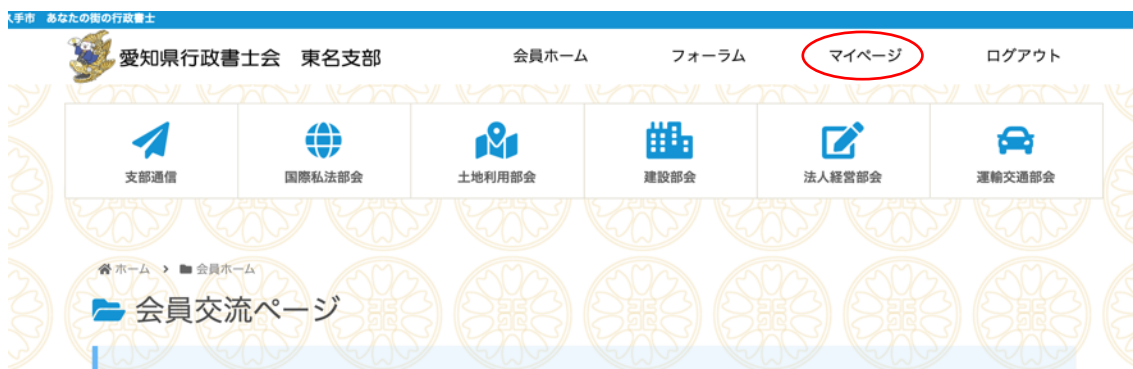 久手市 あなたの街の行政書士
愛知県行政書士会 東名支部 会員ホーム フォーラム マイページ ログアウト
支部通信 国際私法部会 土地利用部会 建設部会 法人経営部会 運輸交通部会
ホーム > 会員ホーム
会員交流ページ